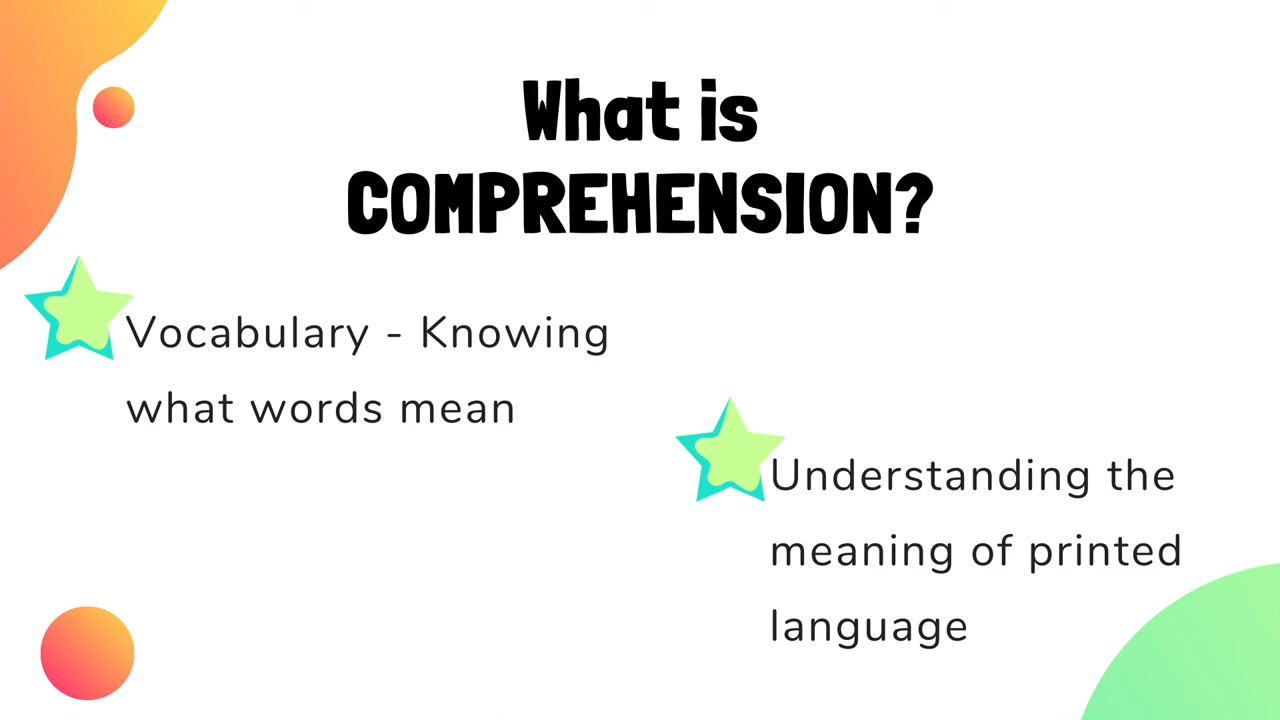 What is
COMPREHENSION?
Vocabulary - Knowing
what words mean
Understanding the
meaning of printed
language